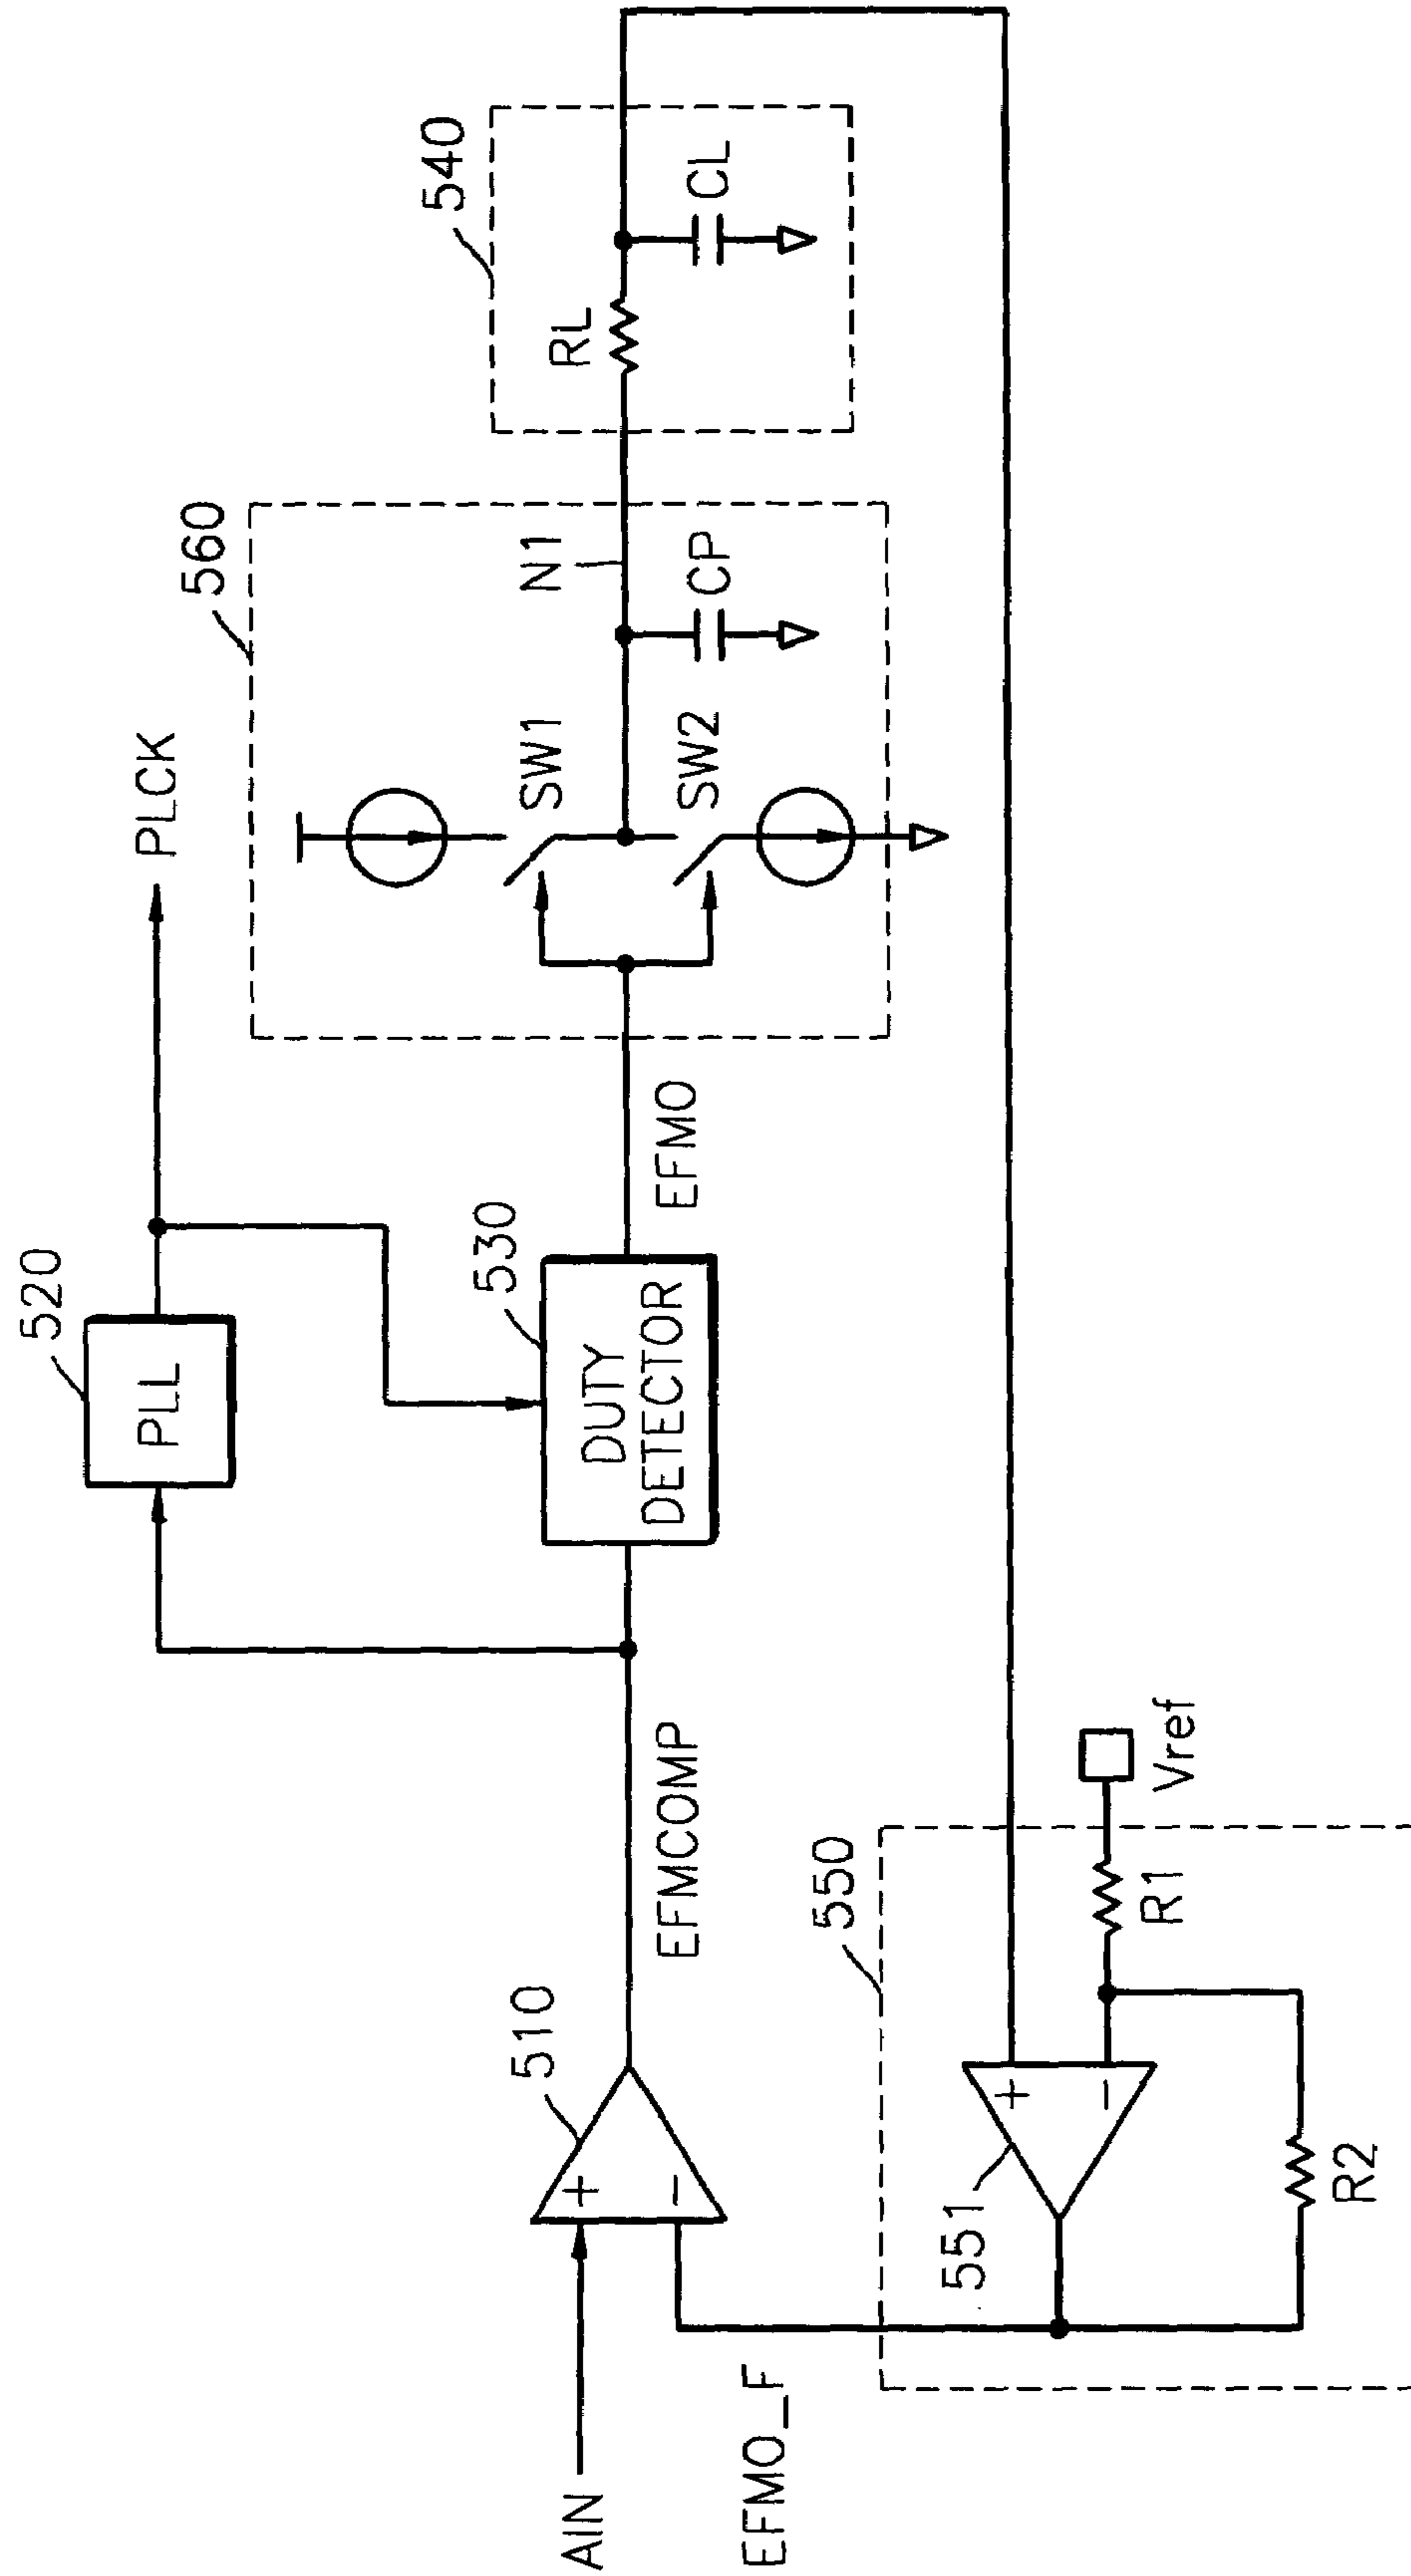 520
PLL
PLCK
560
540
510
530
DUTY
DETECTOR
SW1
N1
RL
AIN
+
−
EFMCOMP
EFMO
SW2
CP
CL
EFMO_F
550
551
+
−
R1
Vref
R2